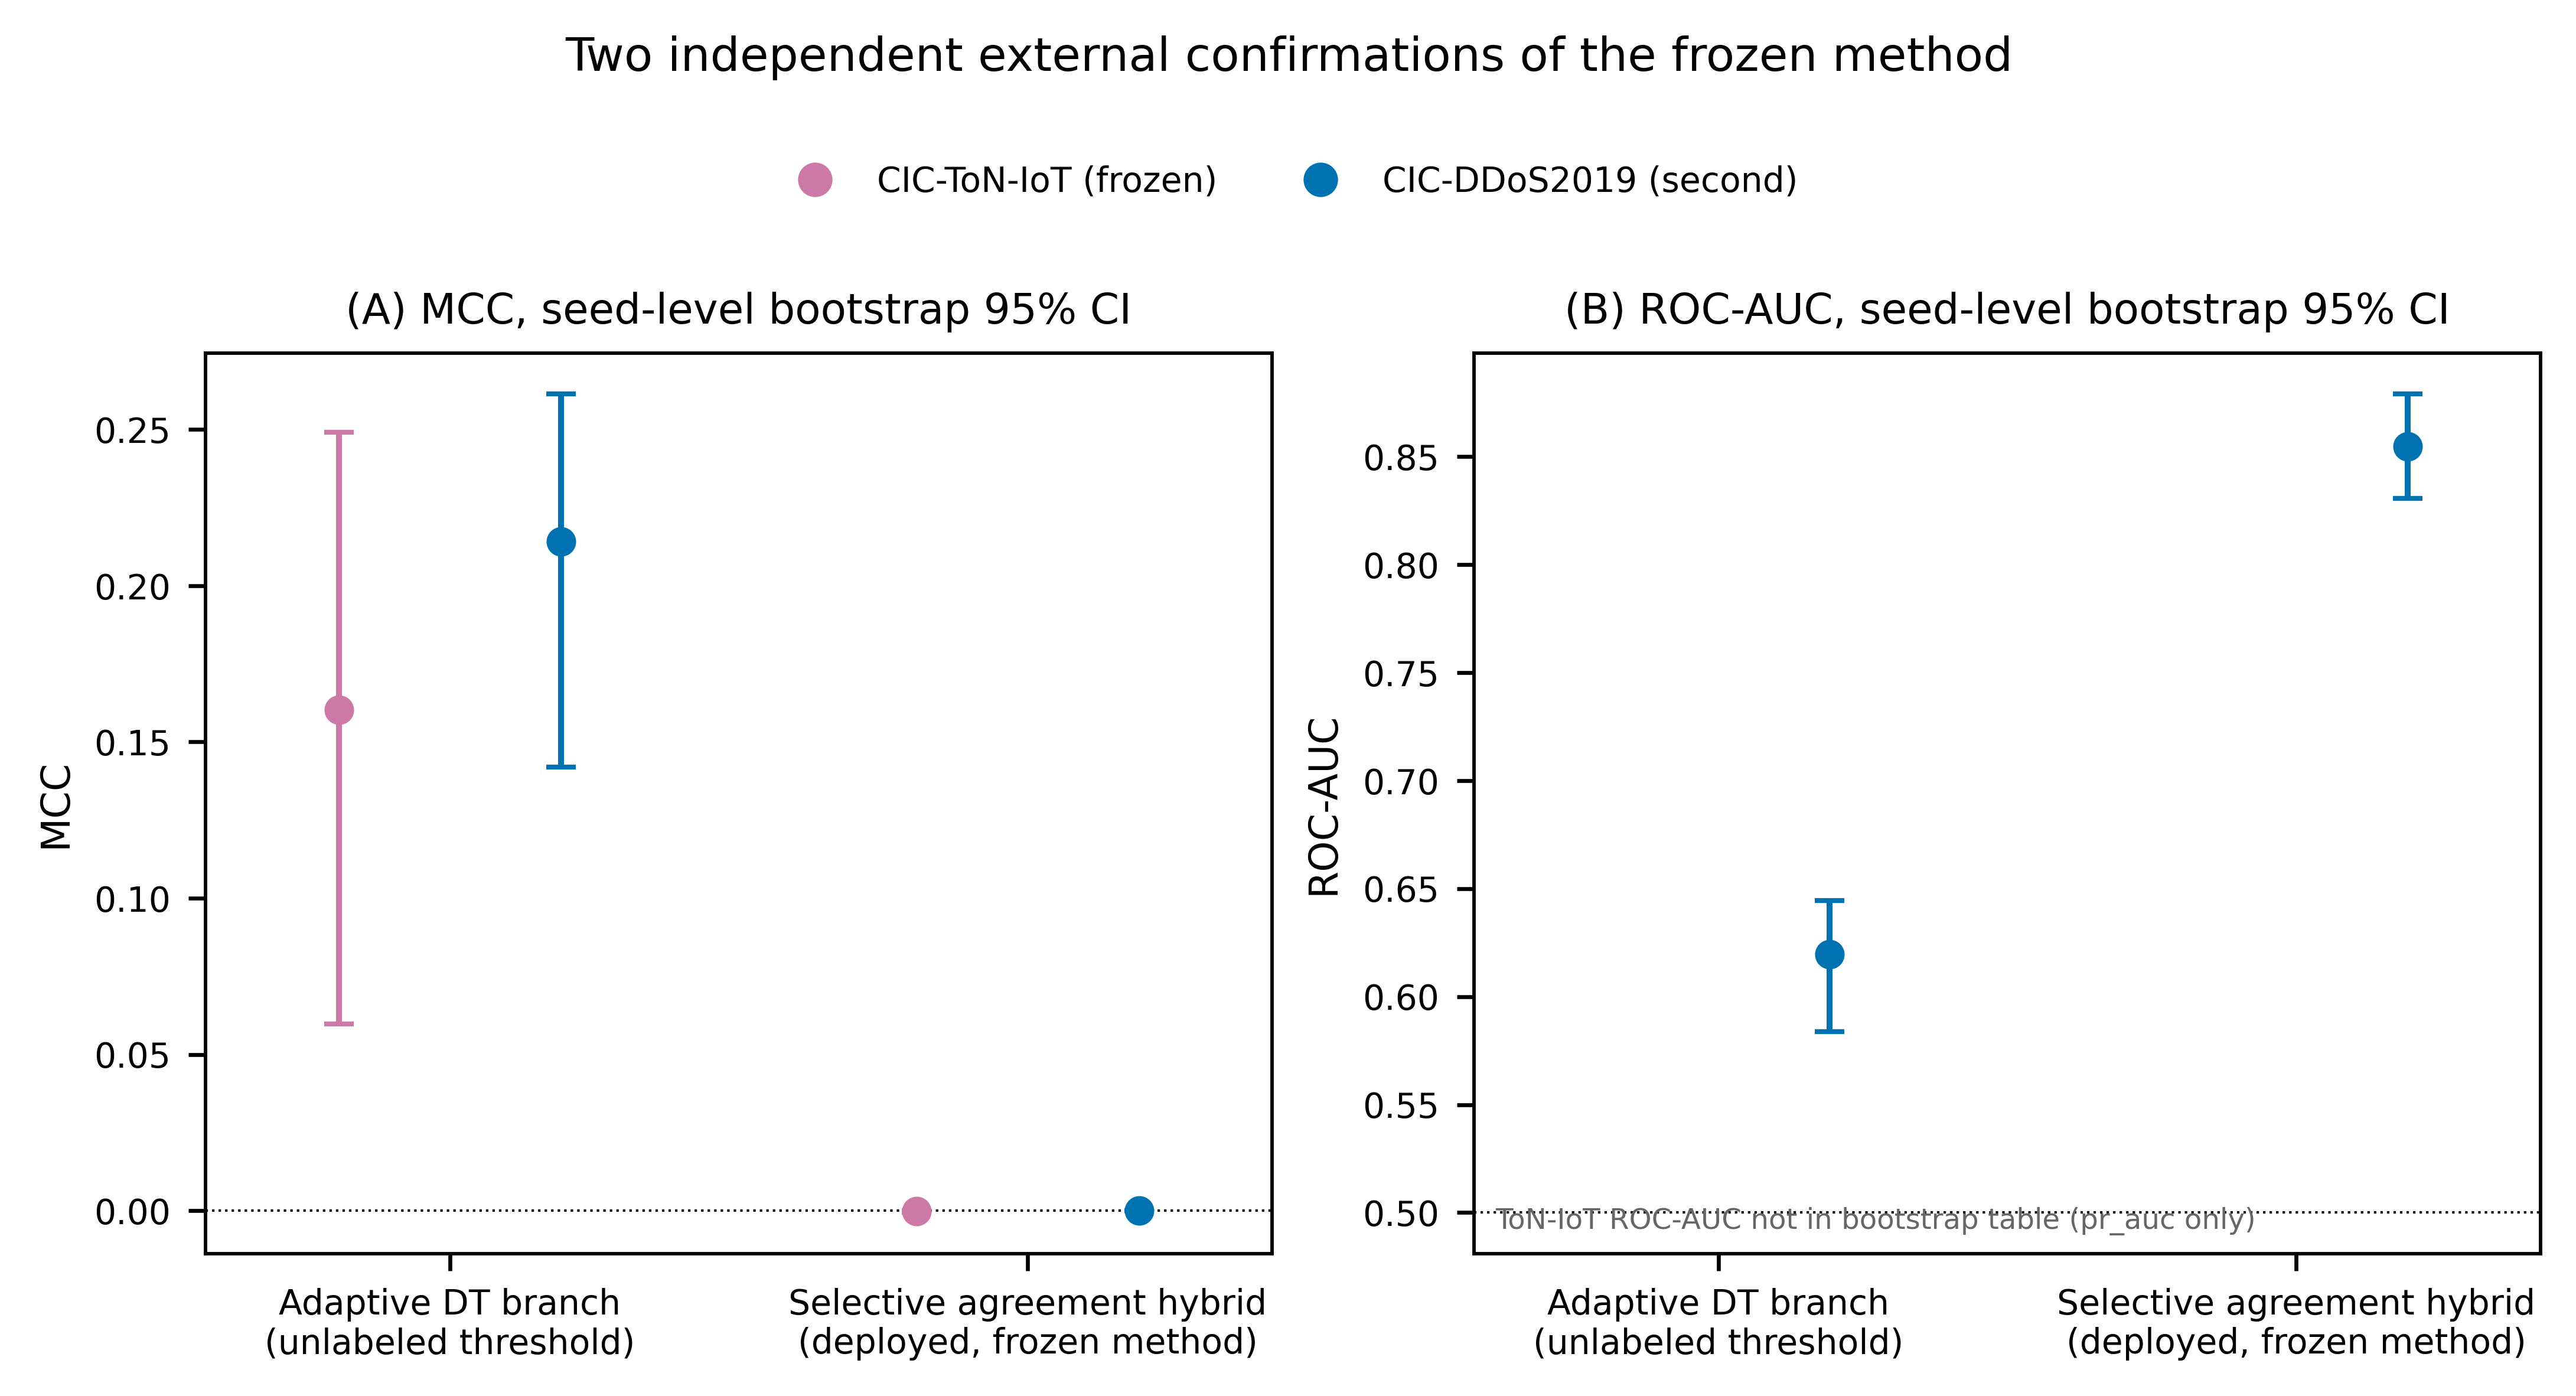 Two independent external confirmations of the frozen method
CIC-ToN-IoT (frozen)
CIC-DDoS2019 (second)
(A) MCC, seed-level bootstrap 95% CI
MCC
0.25
0.20
0.15
0.10
0.05
0.00
Adaptive DT branch
(unlabeled threshold)
Selective agreement hybrid
(deployed, frozen method)
(B) ROC-AUC, seed-level bootstrap 95% CI
ROC-AUC
0.85
0.80
0.75
0.70
0.65
0.60
0.55
0.50
ToN-IoT ROC-AUC not in bootstrap table (pr_auc only)
Adaptive DT branch
(unlabeled threshold)
Selective agreement hybrid
(deployed, frozen method)